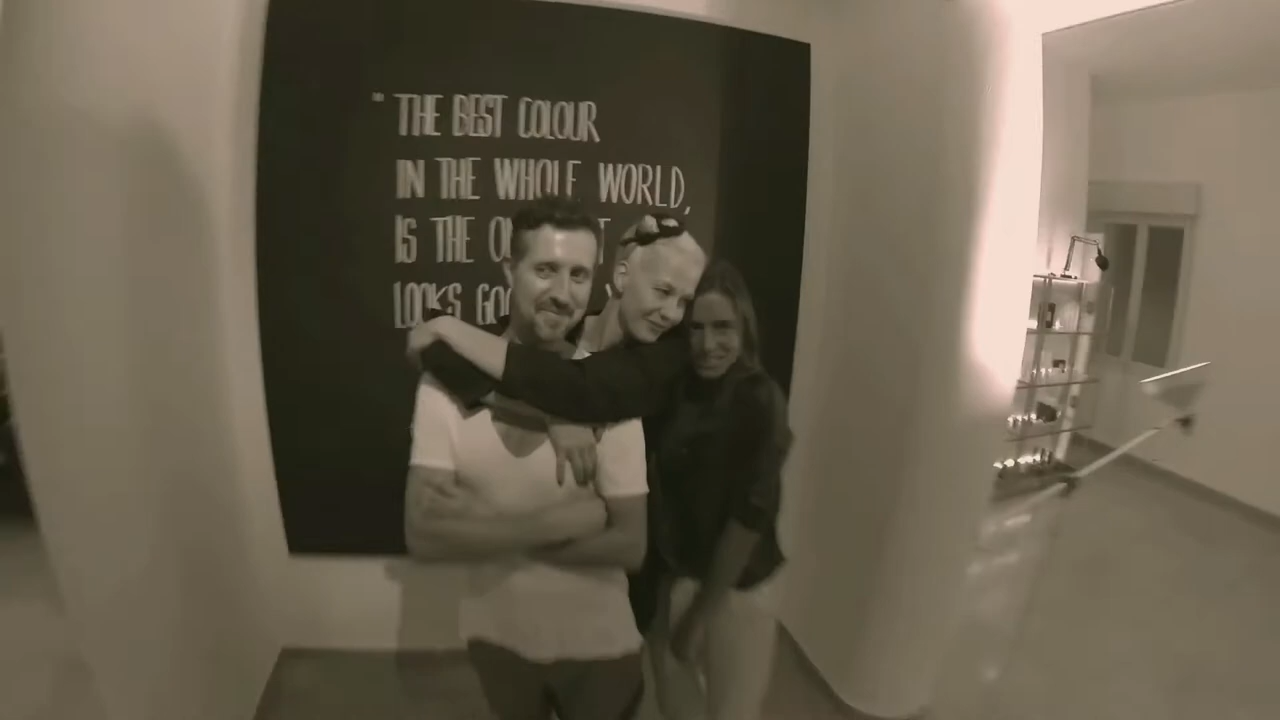 " THE BEST COLOUR
IN THE WHOLE WORLD,
IS THE
LOOKS